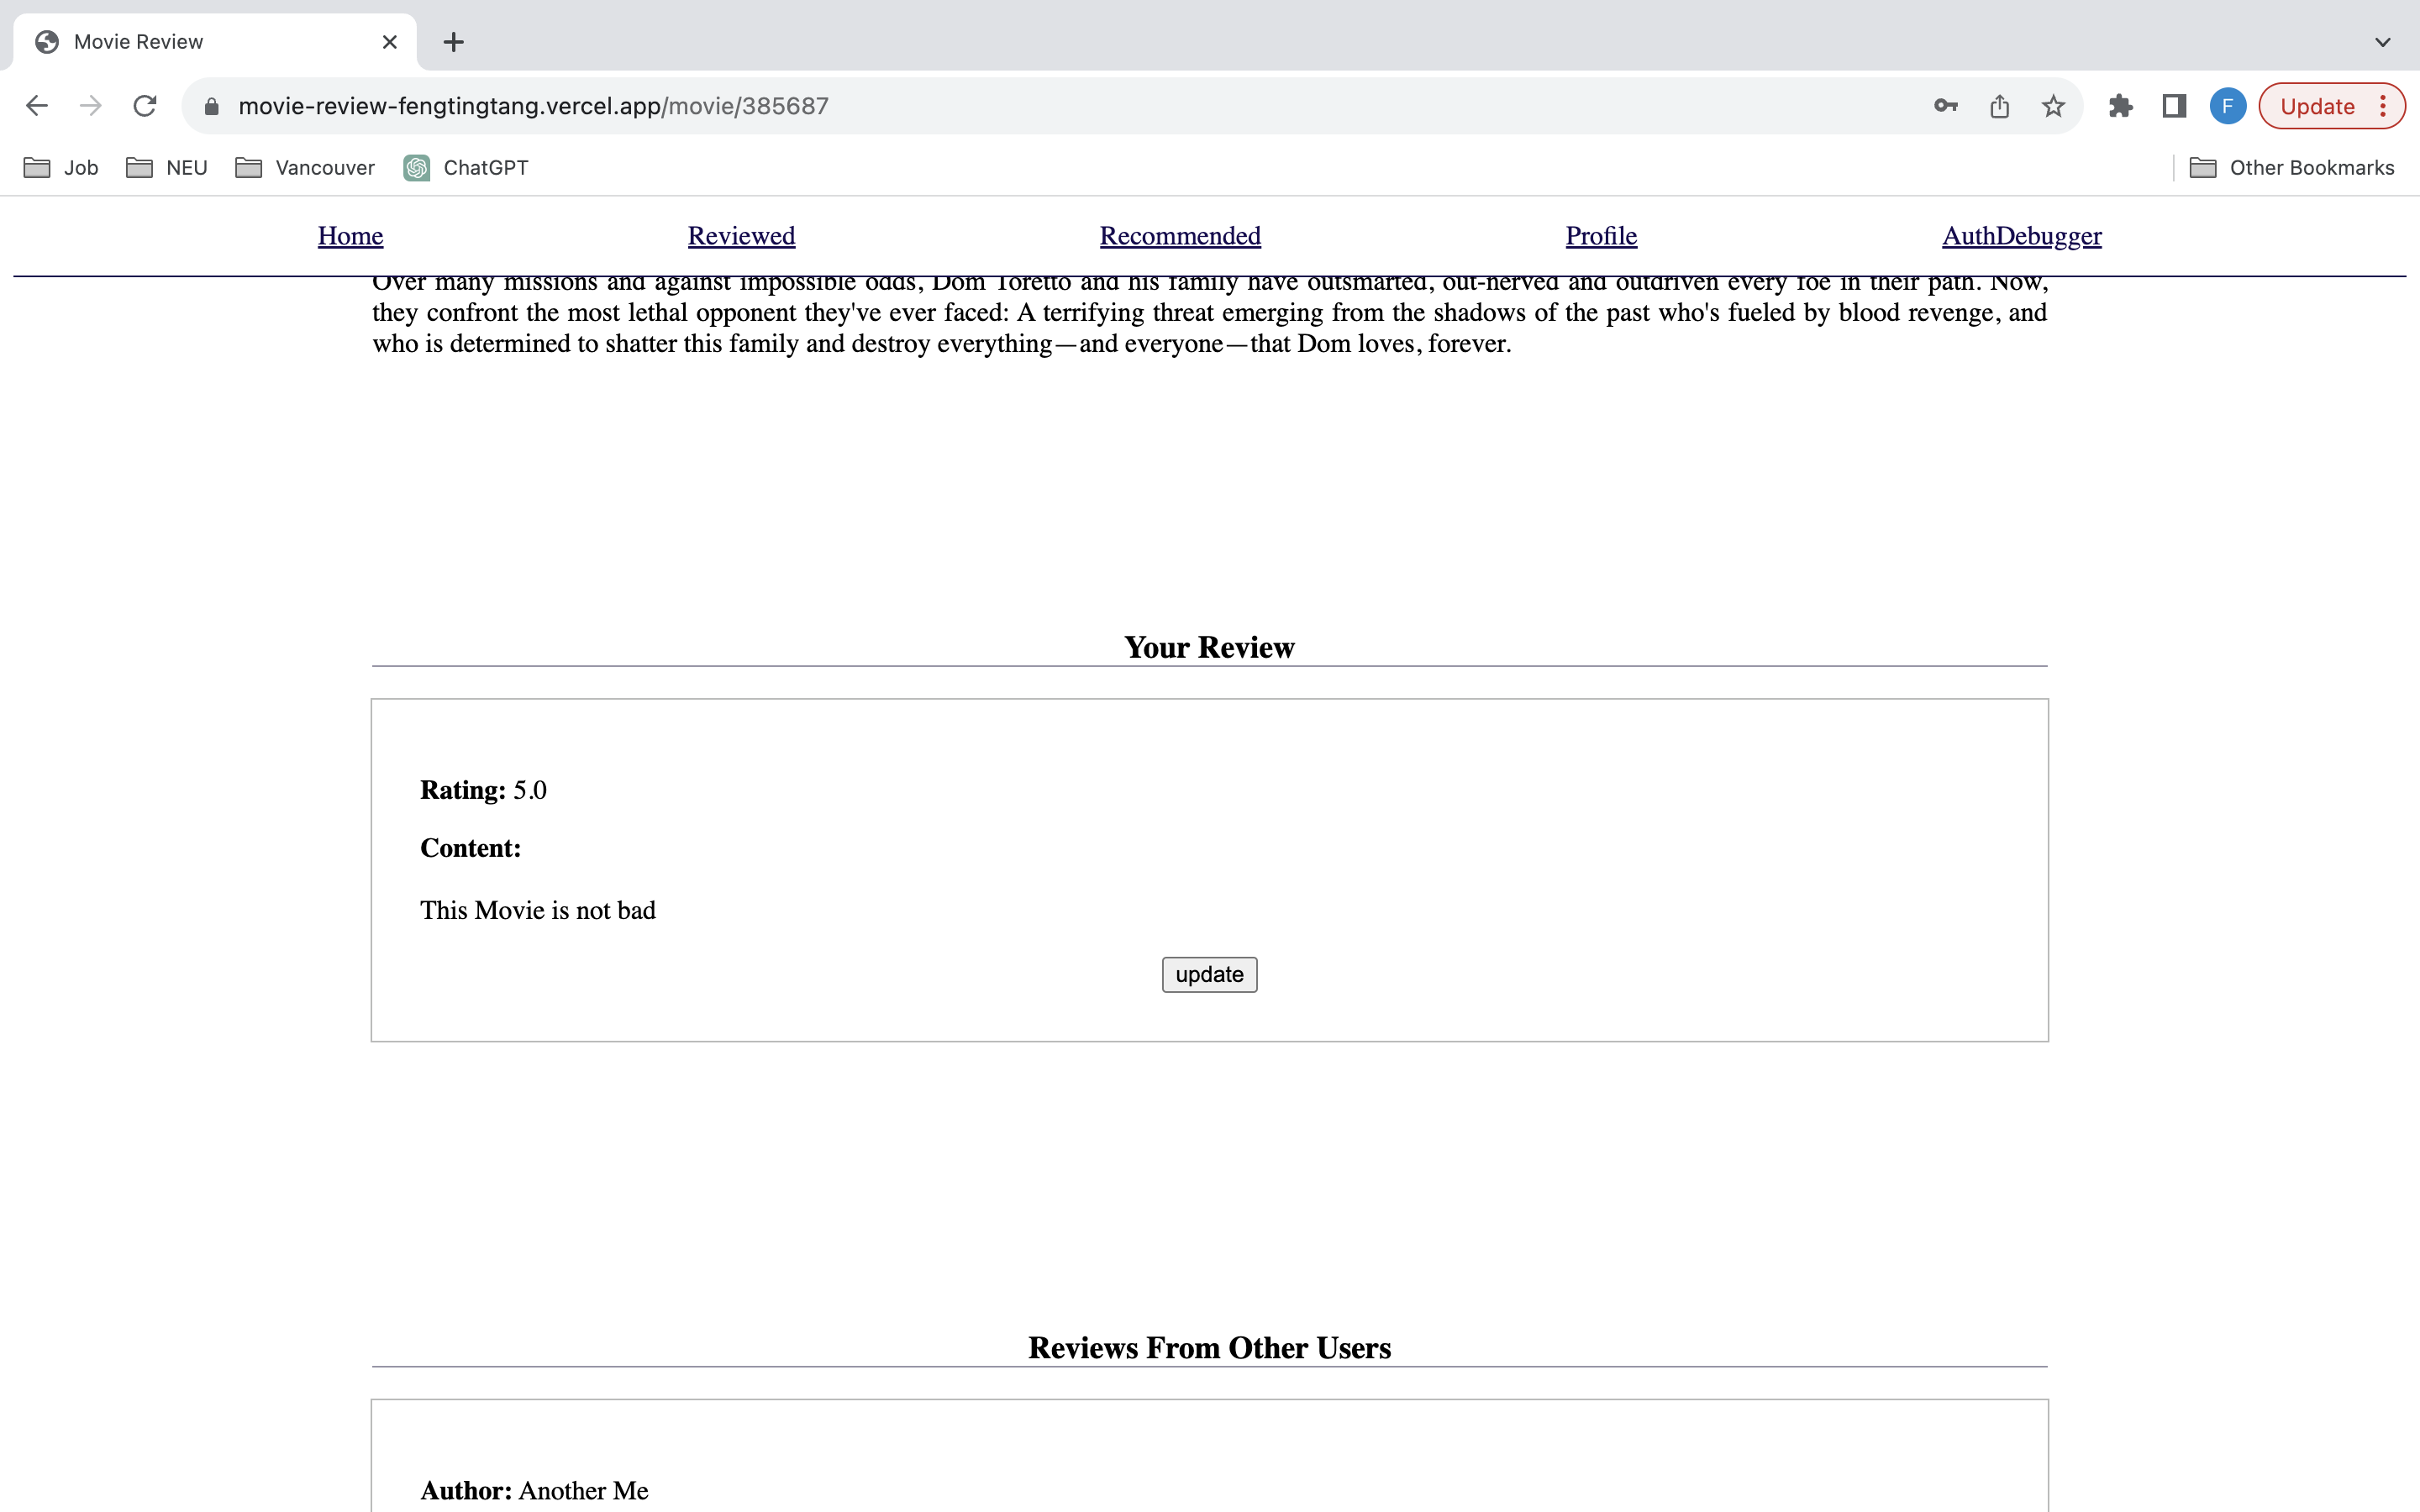 Movie Review
movie-review-fengtingtang.vercel.app/movie/385687
F
Update
Job
NEU
Vancouver
ChatGPT
Other Bookmarks
Home
Reviewed
Recommended
Profile
AuthDebugger
Over many missions and against impossible odds, Dom Toretto and his family have outsmarted, out-nerved and outdriven every foe in their path. Now,
they confront the most lethal opponent they've ever faced: A terrifying threat emerging from the shadows of the past who's fueled by blood revenge, and
who is determined to shatter this family and destroy everything—and everyone—that Dom loves, forever.
Your Review
Rating: 5.0
Content:
This Movie is not bad
update
Reviews From Other Users
Author: Another Me